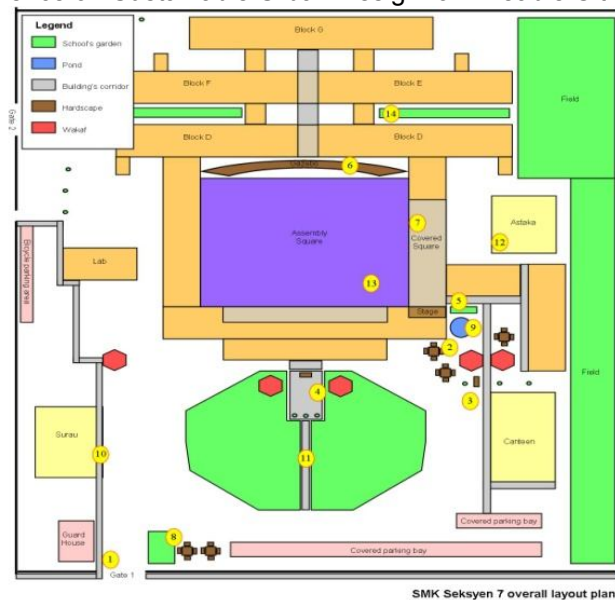 Legend
School's garden
Pond
Building's corridor
Hardscape
Wakaf
Block G
Block F
Block E
14
Block D
Block D
Field
Gate 2
6
7
Assembly Square
Covered Square
Astaka
12
13
Bicycle parking area
Lab
Stage
5
9
2
4
3
Field
Surau
10
11
Canteen
Guard House
8
Covered parking bay
Covered parking bay
1
Gate 1
SMK Seksyen 7 overall layout plan